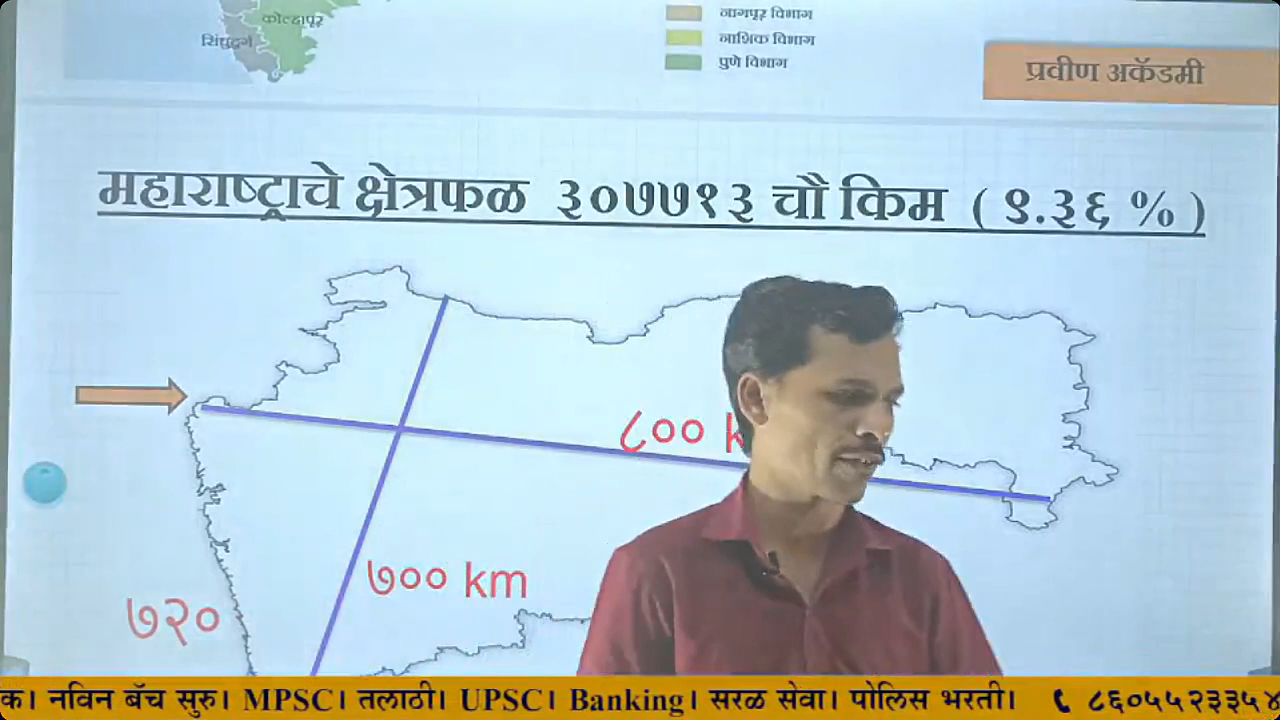 कोल्हापूर
सिंधुदुर्ग
नागपूर विभाग
नाशिक विभाग
पुणे विभाग
प्रवीण अकॅडमी
महाराष्ट्राचे क्षेत्रफळ ३०७७१३ चौ किम ( ९.३६ % )
८०० k
७०० km
७२०
क। नविन बॅच सुरु। MPSC। तलाठी। UPSC। Banking। सरळ सेवा। पोलिस भरती। ८६०५५२३३५४